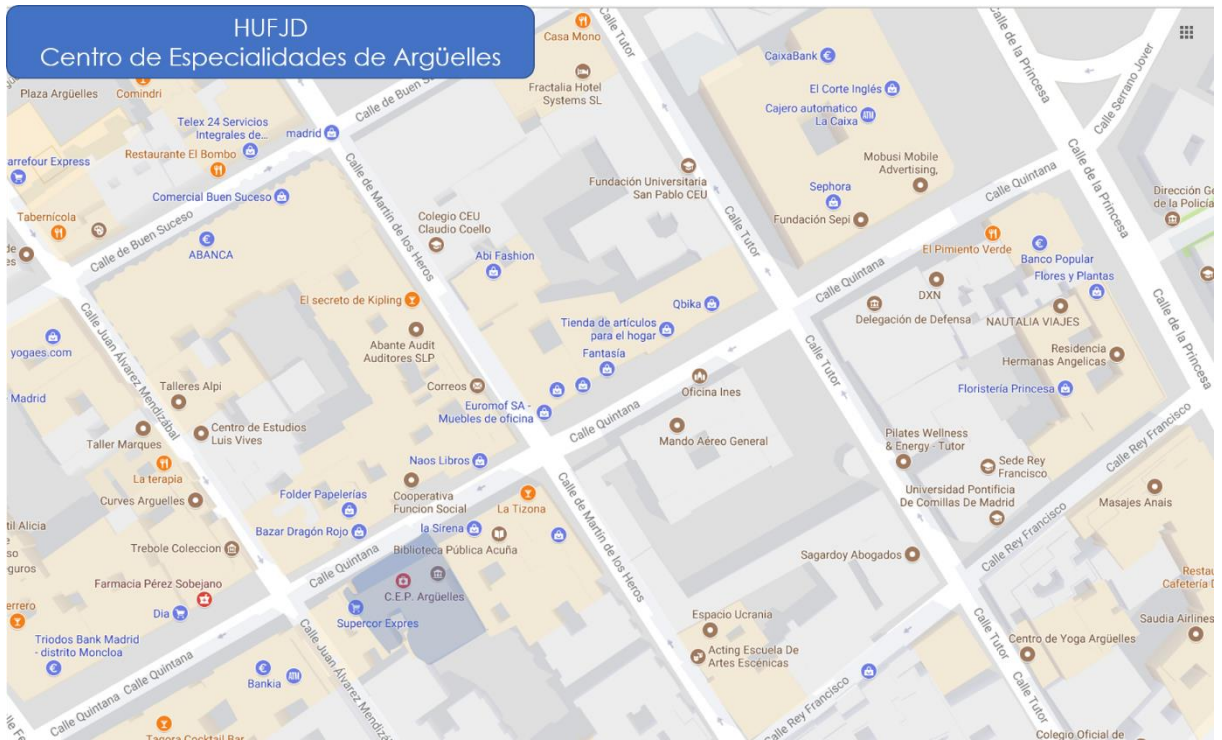 HUFJD
Centro de Especialidades de Argüelles
Casa Mono
Calle Tutor
CaixaBank
Calle de la Princesa
Calle Serrano Jover
Plaza Argüelles
Comindri
Calle de Buen Suceso
Fractalia Hotel
Systems SL
El Corte Inglés
Cajero automatico
La Caixa
ATM
Telex 24 Servicios
Integrales de...
madrid
Restaurante El Bombo
arrefour Express
Comercial Buen Suceso
Calle de Martín de los Heros
Fundación Universitaria
San Pablo CEU
Mobusi Mobile
Advertising,
Calle Quintana
Calle de la Princesa
Sephora
Fundación Sepi
Dirección Ge
de la Policía
Tabernícola
Calle de Buen Suceso
ABANCA
Colegio CEU
Claudio Coello
Abi Fashion
Calle Tutor
El Pimiento Verde
Banco Popular
Flores y Plantas
Calle Quintana
DXN
Delegación de Defensa
NAUTALIA VIAJES
Calle de la Princesa
El secreto de Kipling
Qbika
Tienda de artículos
para el hogar
Abante Audit
Auditores SLP
Fantasía
Calle Juan Álvarez Mendizábal
yogaes.com
Residencia
Hermanas Angelicas
Calle Tutor
Talleres Alpi
Correos
Oficina Ines
Floristería Princesa
Madrid
Euromof SA -
Muebles de oficina
Calle Quintana
Mando Aéreo General
Calle Rey Francisco
Taller Marques
Centro de Estudios
Luis Vives
Pilates Wellness
& Energy - Tutor
Sede Rey
Francisco
La terapia
Naos Libros
Universidad Pontificia
De Comillas De Madrid
Masajes Anais
Curves Arguelles
Folder Papelerías
Cooperativa
Funcion Social
La Tizona
Calle de Martín de los Heros
Bazar Dragón Rojo
la Sirena
til Alicia
Trebole Coleccion
Calle Quintana
Biblioteca Pública Acuña
Calle Rey Francisco
Sagardoy Abogados
guros
Farmacia Pérez Sobejano
C.E.P. Argüelles
Restau
Cafetería D
errero
Dia
Supercor Expres
Espacio Ucrania
Saudia Airlines
Triodos Bank Madrid
- distrito Moncloa
Calle Juan Álvarez Mendizá
Acting Escuela De
Artes Escénicas
Calle Tutor
Centro de Yoga Argüelles
Bankia
ATM
Calle Quintana
Calle Quintana
Calle Rey Francisco
Calle Tutor
Tagora Cocktail Bar
Colegio Oficial de